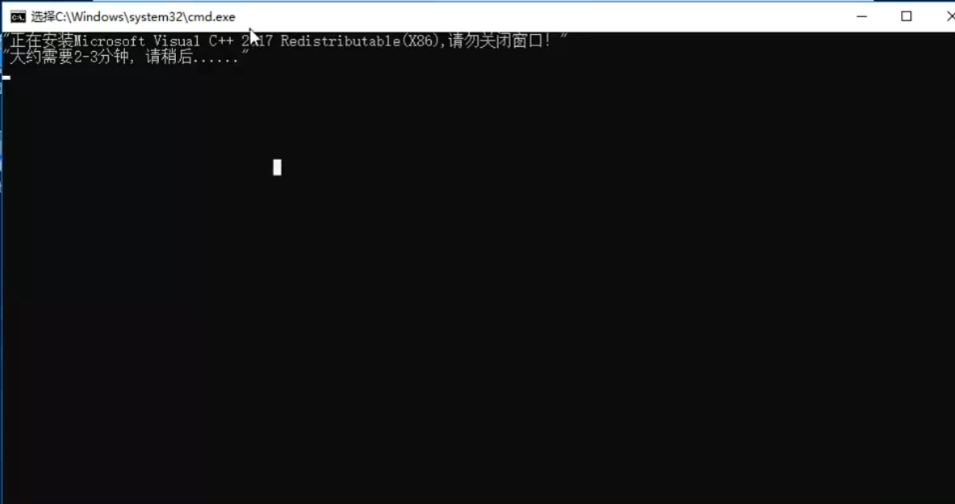 选择C:\Windows\system32\cmd.exe
"正在安装Microsoft Visual C++ 2017 Redistributable(X86),请勿关闭窗口！"
"大约需要2-3分钟, 请稍后......"